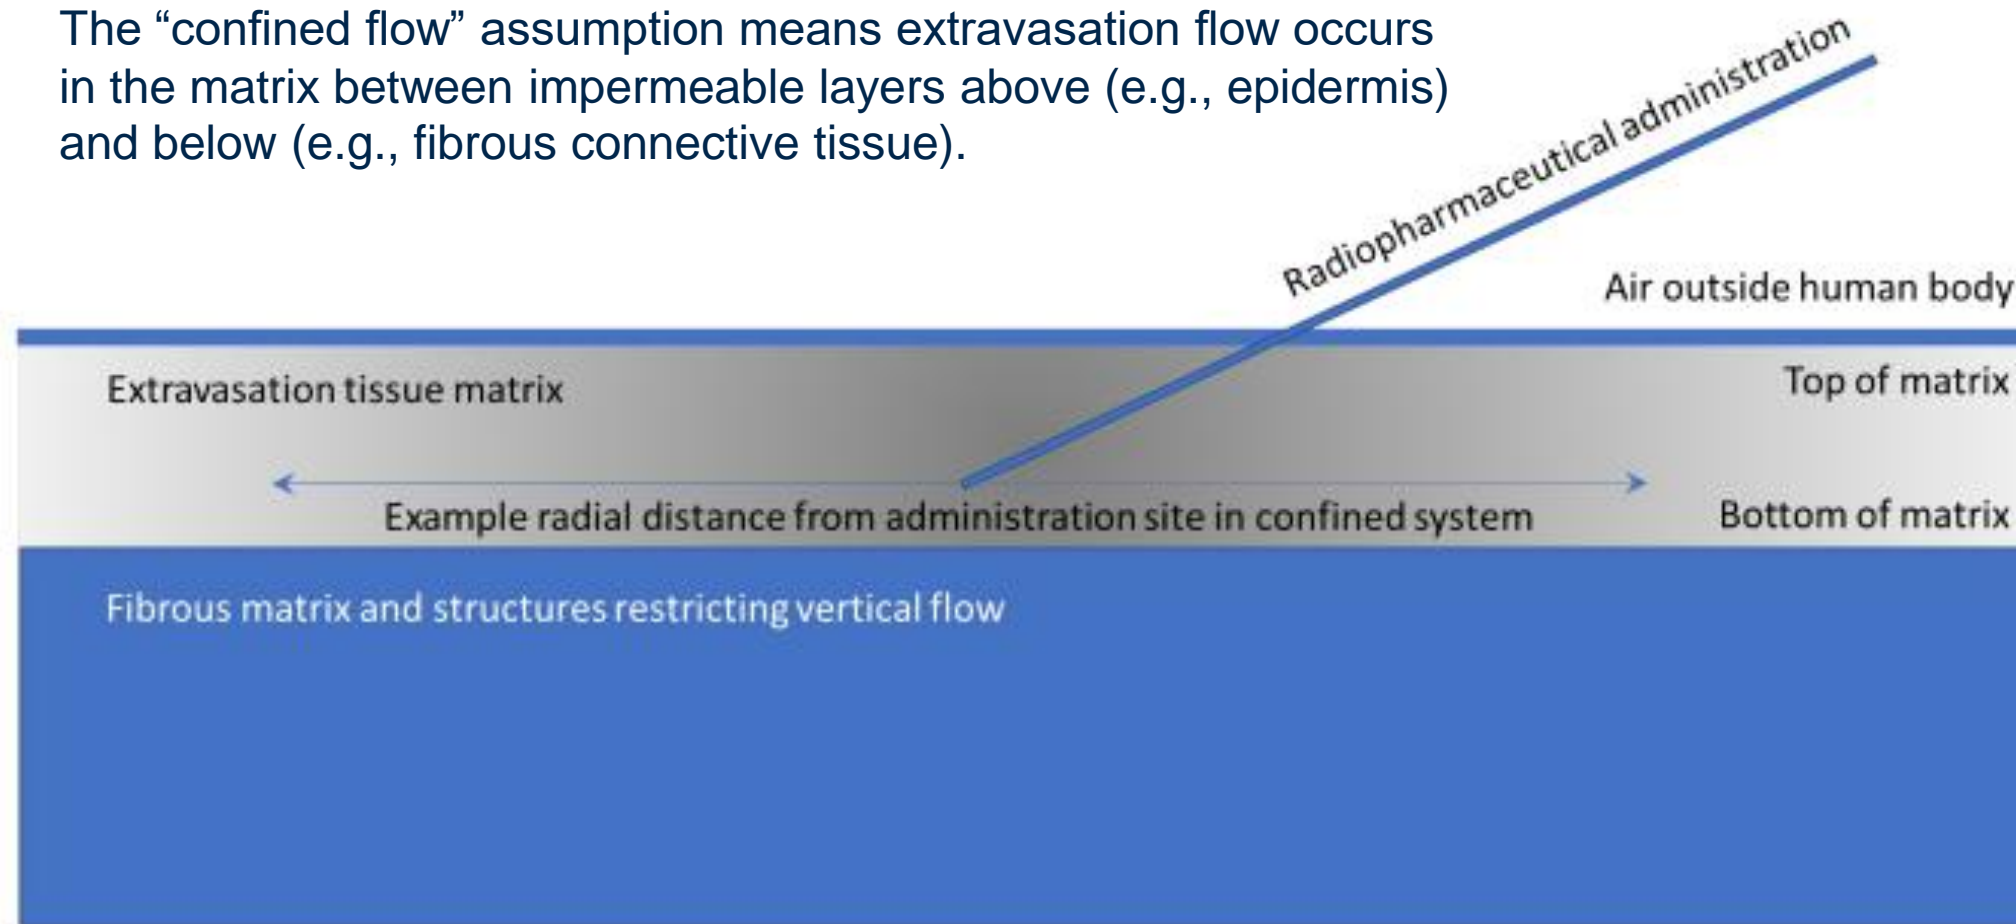 The “confined flow” assumption means extravasation flow occurs
in the matrix between impermeable layers above (e.g., epidermis)
and below (e.g., fibrous connective tissue).
Radiopharmaceutical administration
Air outside human body
Extravasation tissue matrix
Top of matrix
Example radial distance from administration site in confined system
Bottom of matrix
Fibrous matrix and structures restricting vertical flow